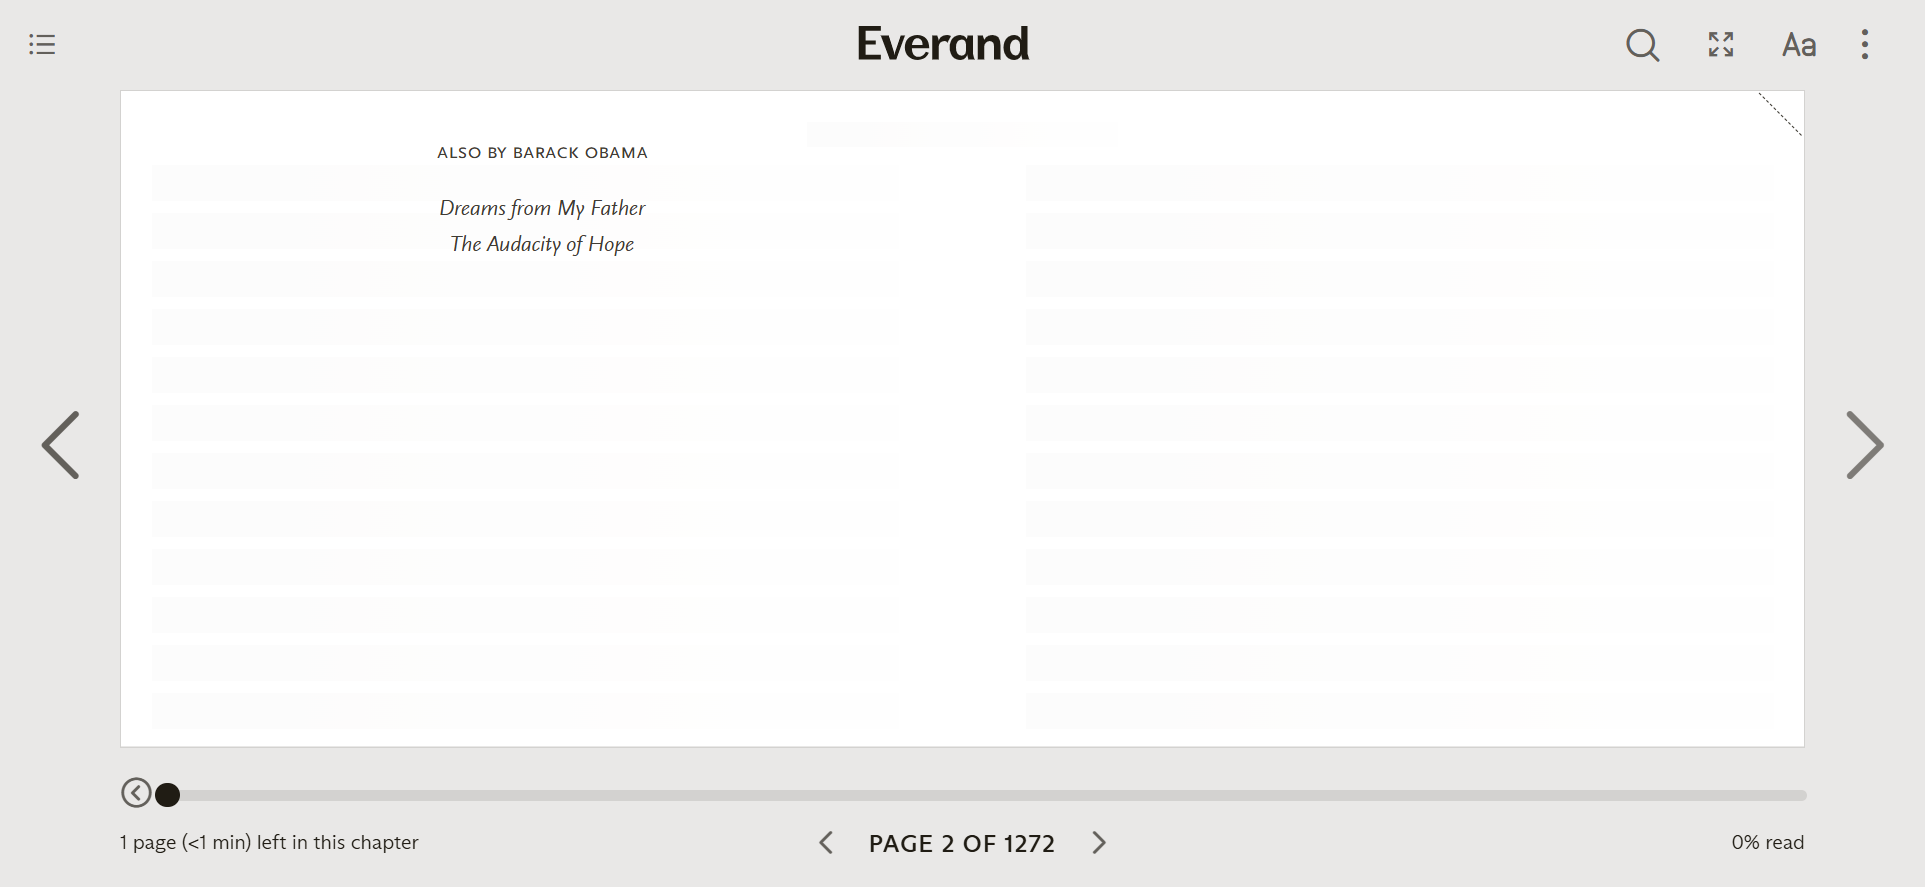 Everand
Aa
ALSO BY BARACK OBAMA
Dreams from My Father
The Audacity of Hope
1 page (<1 min) left in this chapter
PAGE 2 OF 1272
0% read